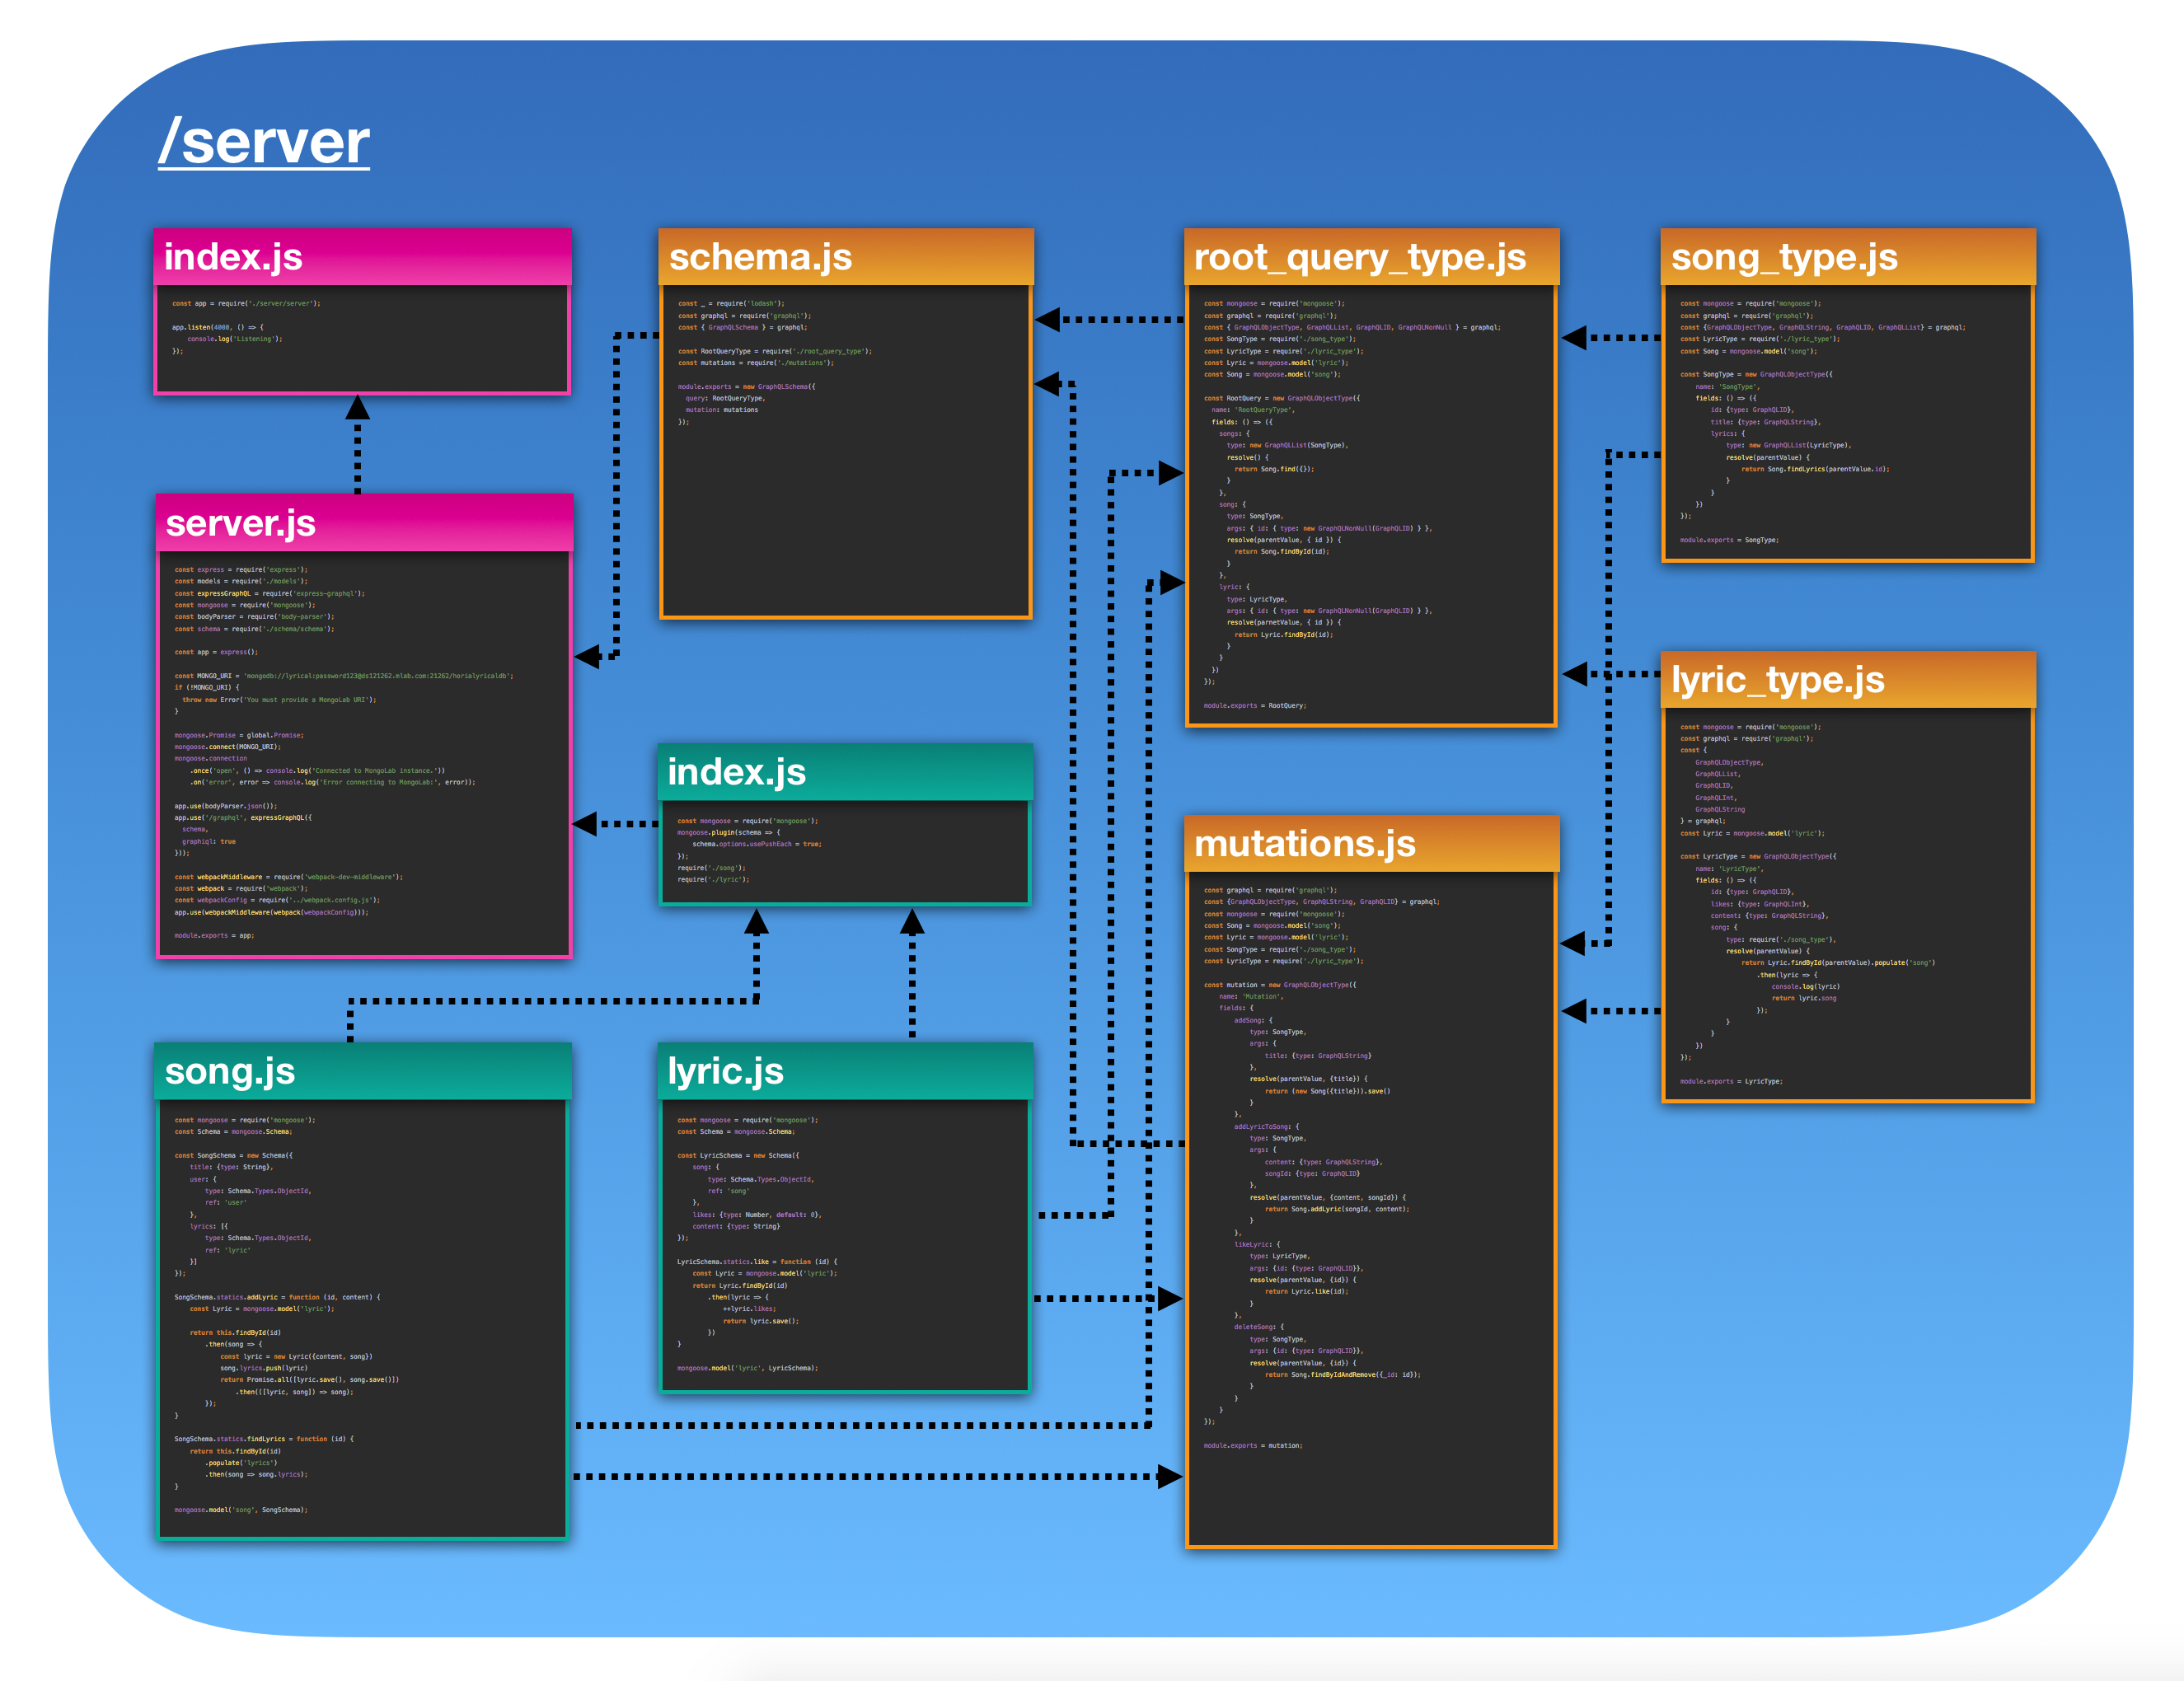 /server
index.js
const app = require('./server/server');
app.listen(4000, () => {
console.log('Listening');
});
server.js
const express = require('express');
const models = require('./models');
const expressGraphQL = require('express-graphql');
const mongoose = require('mongoose');
const bodyParser = require('body-parser');
const schema = require('./schema/schema');
const app = express();
const MONGO_URI = 'mongodb://lyrical:password123@ds121262.mlab.com:21262/horialyricaldb';
if (!MONGO_URI) {
throw new Error('You must provide a MongoLab URI');
}
mongoose.Promise = global.Promise;
mongoose.connect(MONGO_URI);
mongoose.connection
.once('open', () => console.log('Connected to MongoLab instance.'))
.on('error', error => console.log('Error connecting to MongoLab:', error));
app.use(bodyParser.json());
app.use('/graphql', expressGraphQL({
schema,
graphiql: true
}));
const webpackMiddleware = require('webpack-dev-middleware');
const webpack = require('webpack');
const webpackConfig = require('../webpack.config.js');
app.use(webpackMiddleware(webpack(webpackConfig)));
module.exports = app;
song.js
const mongoose = require('mongoose');
const Schema = mongoose.Schema;
const SongSchema = new Schema({
title: {type: String},
user: {
type: Schema.Types.ObjectId,
ref: 'user'
},
lyrics: [{
type: Schema.Types.ObjectId,
ref: 'lyric'
}]
});
SongSchema.statics.addLyric = function (id, content) {
const Lyric = mongoose.model('lyric');
return this.findById(id)
.then(song => {
const lyric = new Lyric({content, song})
song.lyrics.push(lyric)
return Promise.all([lyric.save(), song.save()])
.then(([lyric, song]) => song);
});
}
SongSchema.statics.findLyrics = function (id) {
return this.findById(id)
.populate('lyrics')
.then(song => song.lyrics);
}
mongoose.model('song', SongSchema);
schema.js
const _ = require('lodash');
const graphql = require('graphql');
const { GraphQLSchema } = graphql;
const RootQueryType = require('./root_query_type');
const mutations = require('./mutations');
module.exports = new GraphQLSchema({
query: RootQueryType,
mutation: mutations
});
index.js
const mongoose = require('mongoose');
mongoose.plugin(schema => {
schema.options.usePushEach = true;
});
require('./song');
require('./lyric');
lyric.js
const mongoose = require('mongoose');
const Schema = mongoose.Schema;
const LyricSchema = new Schema({
song: {
type: Schema.Types.ObjectId,
ref: 'song'
},
likes: {type: Number, default: 0},
content: {type: String}
});
LyricSchema.statics.like = function (id) {
const Lyric = mongoose.model('lyric');
return Lyric.findById(id)
.then(lyric => {
++lyric.likes;
return lyric.save();
})
}
mongoose.model('lyric', LyricSchema);
root_query_type.js
const mongoose = require('mongoose');
const graphql = require('graphql');
const { GraphQLObjectType, GraphQLList, GraphQLID, GraphQLNonNull } = graphql;
const SongType = require('./song_type');
const LyricType = require('./lyric_type');
const Lyric = mongoose.model('lyric');
const Song = mongoose.model('song');
const RootQuery = new GraphQLObjectType({
name: 'RootQueryType',
fields: () => ({
songs: {
type: new GraphQLList(SongType),
resolve() {
return Song.find({});
}
},
song: {
type: SongType,
args: { id: { type: new GraphQLNonNull(GraphQLID) } },
resolve(parentValue, { id }) {
return Song.findById(id);
}
},
lyric: {
type: LyricType,
args: { id: { type: new GraphQLNonNull(GraphQLID) } },
resolve(parnetValue, { id }) {
return Lyric.findById(id);
}
}
})
});
module.exports = RootQuery;
mutations.js
const graphql = require('graphql');
const {GraphQLObjectType, GraphQLString, GraphQLID} = graphql;
const mongoose = require('mongoose');
const Song = mongoose.model('song');
const Lyric = mongoose.model('lyric');
const SongType = require('./song_type');
const LyricType = require('./lyric_type');
const mutation = new GraphQLObjectType({
name: 'Mutation',
fields: {
addSong: {
type: SongType,
args: {
title: {type: GraphQLString}
},
resolve(parentValue, {title}) {
return (new Song({title})).save()
}
},
addLyricToSong: {
type: SongType,
args: {
content: {type: GraphQLString},
songId: {type: GraphQLID}
},
resolve(parentValue, {content, songId}) {
return Song.addLyric(songId, content);
}
},
likeLyric: {
type: LyricType,
args: {id: {type: GraphQLID}},
resolve(parentValue, {id}) {
return Lyric.like(id);
}
},
deleteSong: {
type: SongType,
args: {id: {type: GraphQLID}},
resolve(parentValue, {id}) {
return Song.findByIdAndRemove({_id: id});
}
}
}
});
module.exports = mutation;
song_type.js
const mongoose = require('mongoose');
const graphql = require('graphql');
const {GraphQLObjectType, GraphQLString, GraphQLID, GraphQLList} = graphql;
const LyricType = require('./lyric_type');
const Song = mongoose.model('song');
const SongType = new GraphQLObjectType({
name: 'SongType',
fields: () => ({
id: {type: GraphQLID},
title: {type: GraphQLString},
lyrics: {
type: new GraphQLList(LyricType),
resolve(parentValue) {
return Song.findLyrics(parentValue.id);
}
}
})
});
module.exports = SongType;
lyric_type.js
const mongoose = require('mongoose');
const graphql = require('graphql');
const {
GraphQLObjectType,
GraphQLList,
GraphQLID,
GraphQLInt,
GraphQLString
} = graphql;
const Lyric = mongoose.model('lyric');
const LyricType = new GraphQLObjectType({
name: 'LyricType',
fields: () => ({
id: {type: GraphQLID},
likes: {type: GraphQLInt},
content: {type: GraphQLString},
song: {
type: require('./song_type'),
resolve(parentValue) {
return Lyric.findById(parentValue).populate('song')
.then(lyric => {
console.log(lyric)
return lyric.song
});
}
}
})
});
module.exports = LyricType;